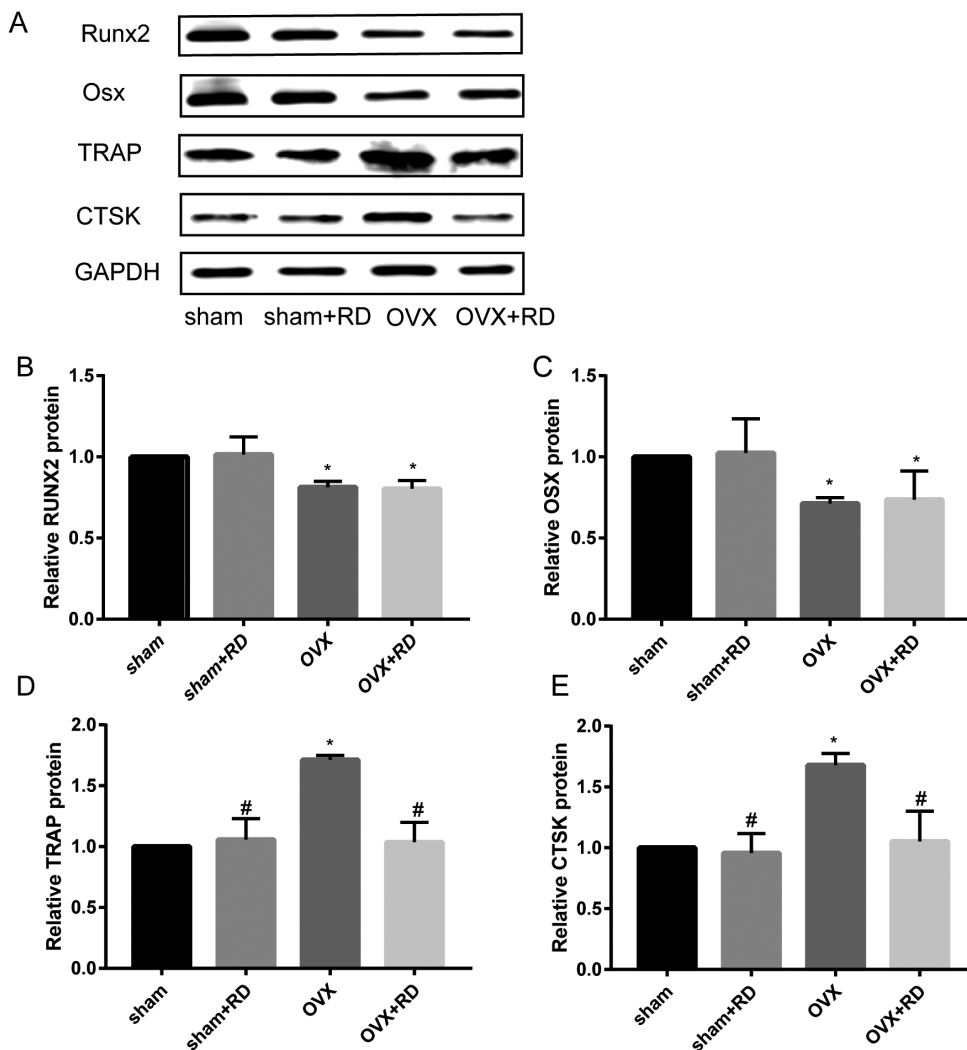 A
Runx2
Osx
TRAP
CTSK
GAPDH
sham sham+RD OVX OVX+RD
B
Relative RUNX2 protein
1.5
1.0
0.5
0.0
* *
sham sham+RD OVX OVX+RD
C
Relative OSX protein
1.5
1.0
0.5
0.0
* *
sham sham+RD OVX OVX+RD
D
Relative TRAP protein
2.0
1.5
1.0
0.5
0.0
# * #
sham sham+RD OVX OVX+RD
E
Relative CTSK protein
2.0
1.5
1.0
0.5
0.0
# * #
sham sham+RD OVX OVX+RD